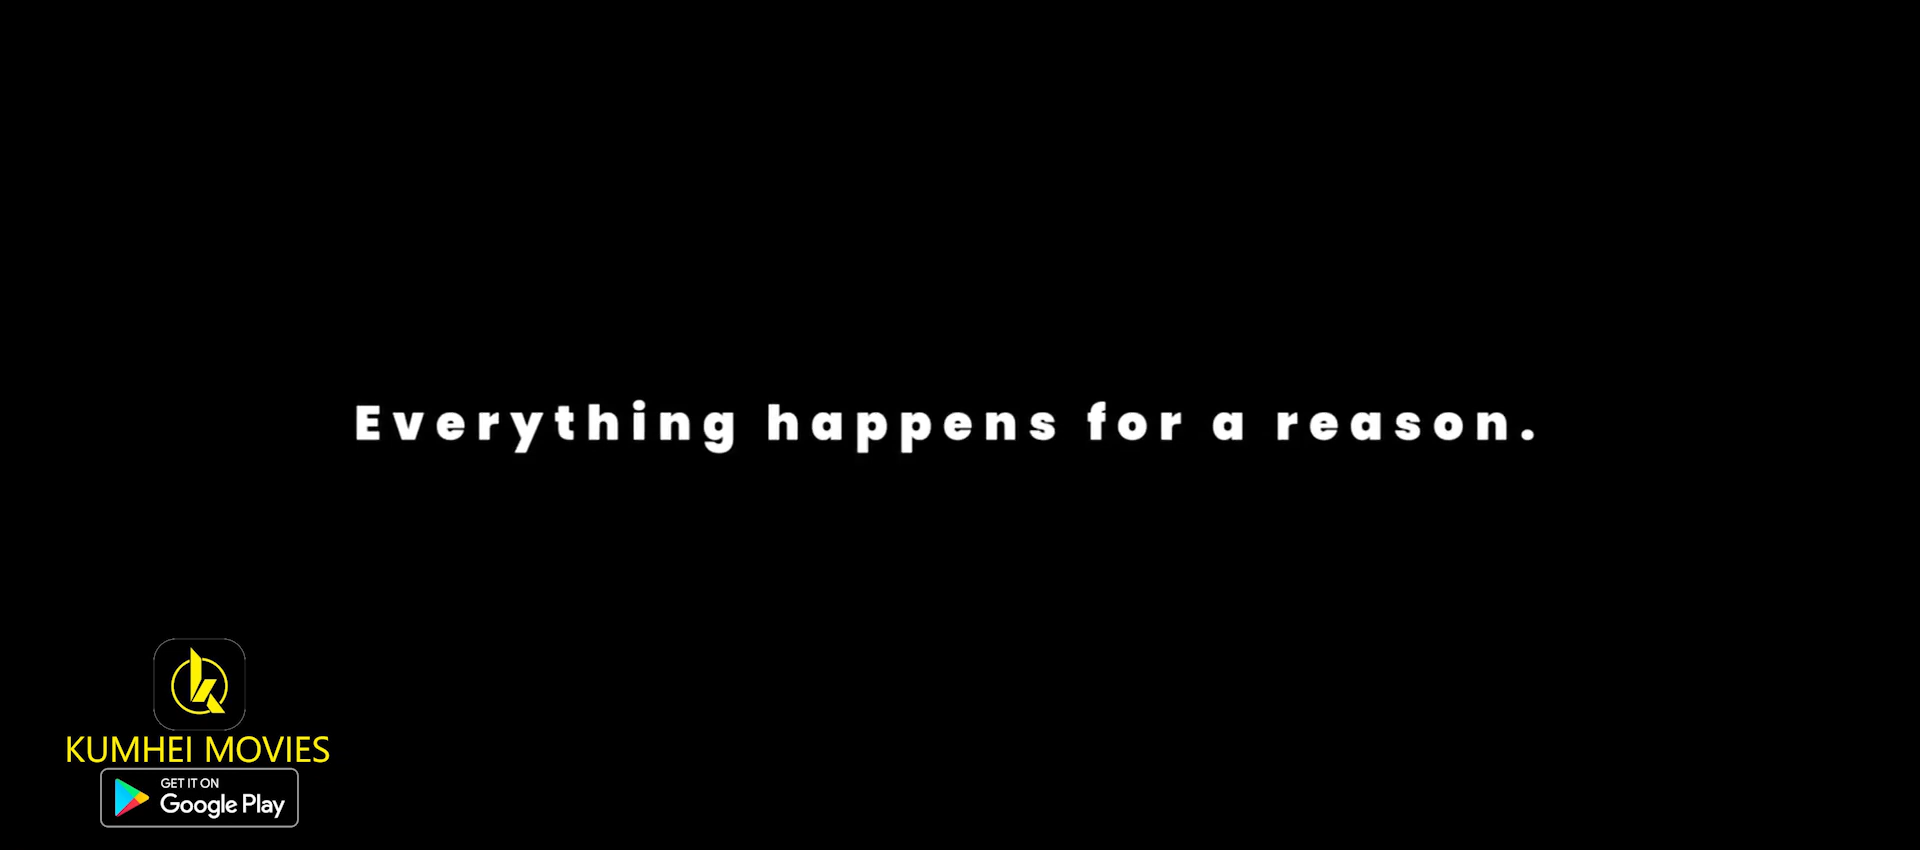 Everything happens for a reason.
KUMHEI MOVIES
GET IT ON
Google Play